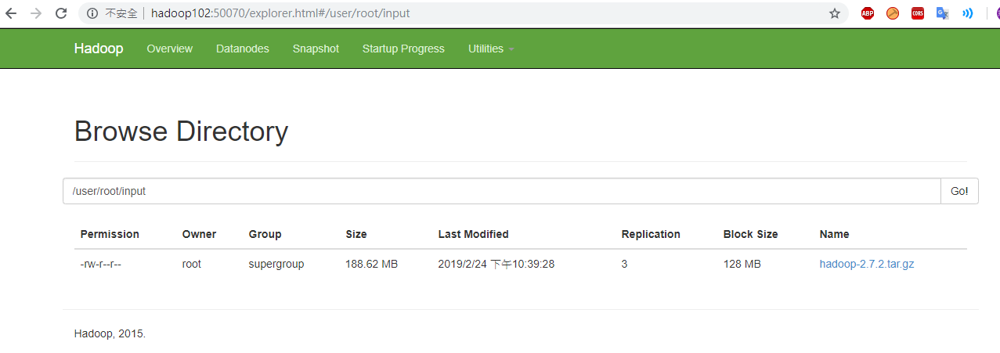 不安全 hadoop102:50070/explorer.html#/user/root/input ABP CORS
Hadoop Overview Datanodes Snapshot Startup Progress Utilities
Browse Directory
/user/root/input Go!
Permission Owner Group Size Last Modified Replication Block Size Name
-rw-r--r-- root supergroup 188.62 MB 2019/2/24 下午10:39:28 3 128 MB hadoop-2.7.2.tar.gz
Hadoop, 2015.